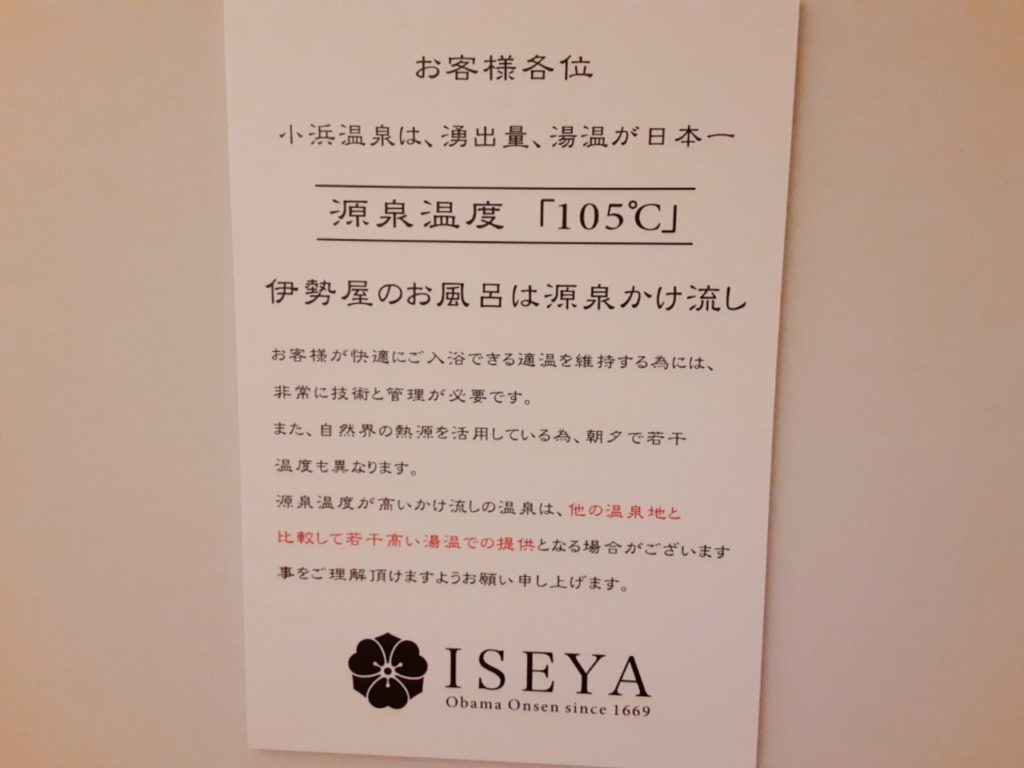 お客様各位
小浜温泉は、湧出量、湯温が日本一
源泉温度「105℃」
伊勢屋のお風呂は源泉かけ流し
お客様が快適にご入浴できる適温を維持する為には、
非常に技術と管理が必要です。
また、自然界の熱源を活用している為、朝夕で若干
温度も異なります。
源泉温度が高いかけ流しの温泉は、他の温泉地と
比較して若干高い湯温での提供となる場合がございます
事をご理解頂けますようお願い申し上げます。
ISEYA
Obama Onsen since 1669